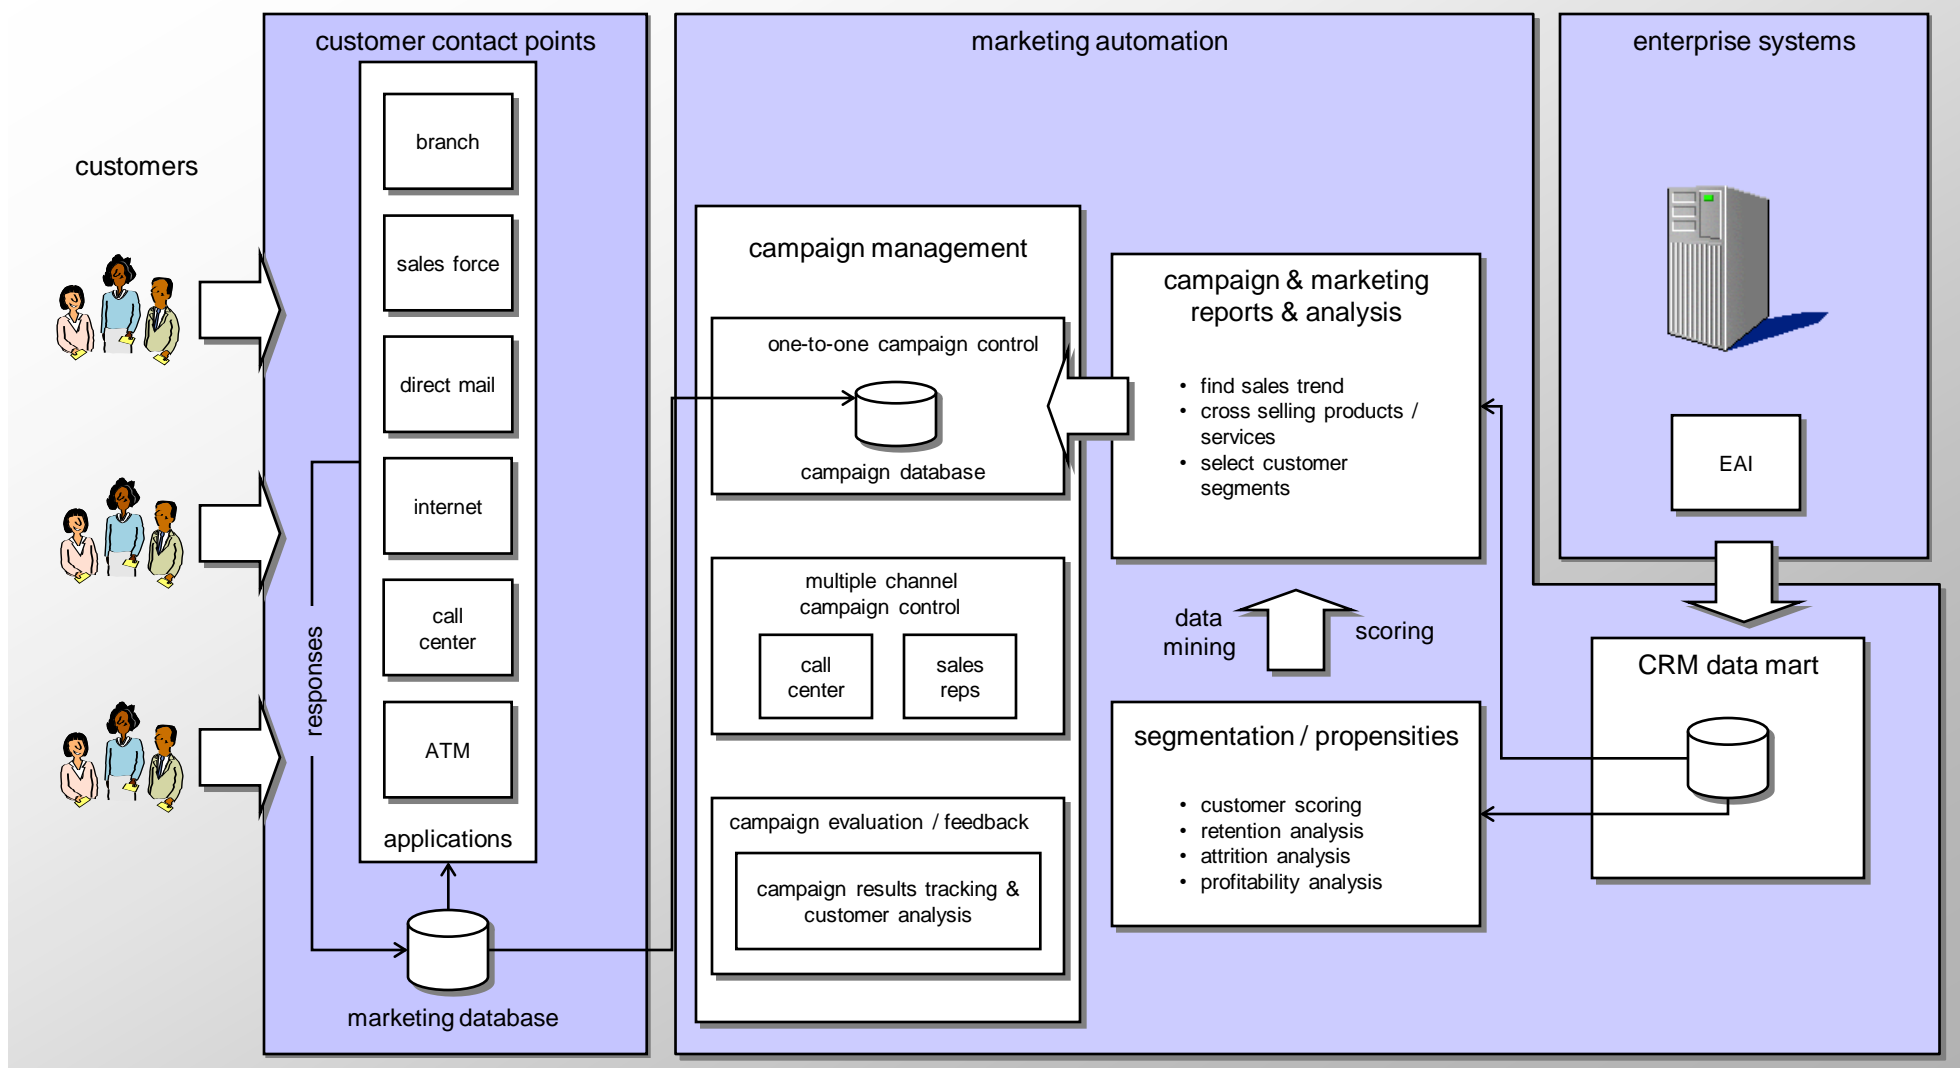 customer contact points
marketing automation
enterprise systems
customers
branch
sales force
direct mail
internet
call
center
ATM
applications
responses
marketing database
campaign management
one-to-one campaign control
campaign database
multiple channel
campaign control
call
center
sales
reps
campaign evaluation / feedback
campaign results tracking &
customer analysis
campaign & marketing
reports & analysis
• find sales trend
• cross selling products /
services
• select customer
segments
data
mining
scoring
segmentation / propensities
• customer scoring
• retention analysis
• attrition analysis
• profitability analysis
EAI
CRM data mart